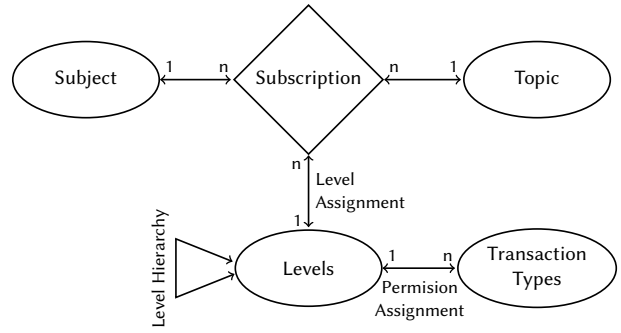 1 n n 1
Subject Subscription Topic
n
Level
Assignment
1
Level Hierarchy
Levels
1 n
Transaction
Types
Permision
Assignment